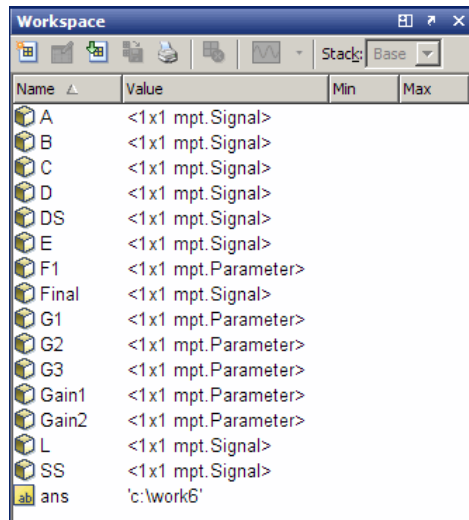 Workspace
Stack: Base
Name Value Min Max
A <1x1 mpt.Signal>
B <1x1 mpt.Signal>
C <1x1 mpt.Signal>
D <1x1 mpt.Signal>
DS <1x1 mpt.Signal>
E <1x1 mpt.Signal>
F1 <1x1 mpt.Parameter>
Final <1x1 mpt.Signal>
G1 <1x1 mpt.Parameter>
G2 <1x1 mpt.Parameter>
G3 <1x1 mpt.Parameter>
Gain1 <1x1 mpt.Parameter>
Gain2 <1x1 mpt.Parameter>
L <1x1 mpt.Signal>
SS <1x1 mpt.Signal>
ab ans 'c:\work6'